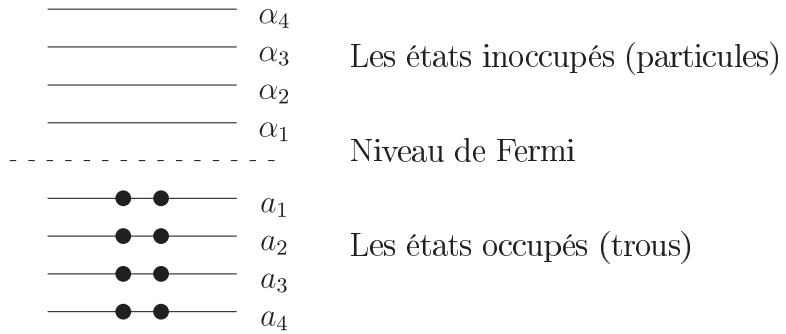 α₄
α₃ Les états inoccupés (particules)
α₂
α₁
Niveau de Fermi
a₁
a₂ Les états occupés (trous)
a₃
a₄